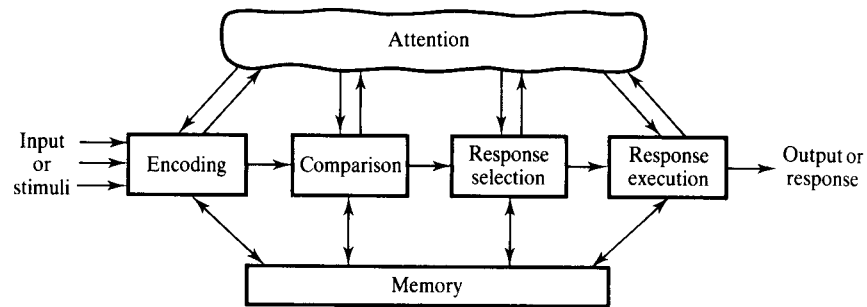 Attention
Input
or
stimuli
Encoding
Comparison
Response
selection
Response
execution
Output or
response
Memory